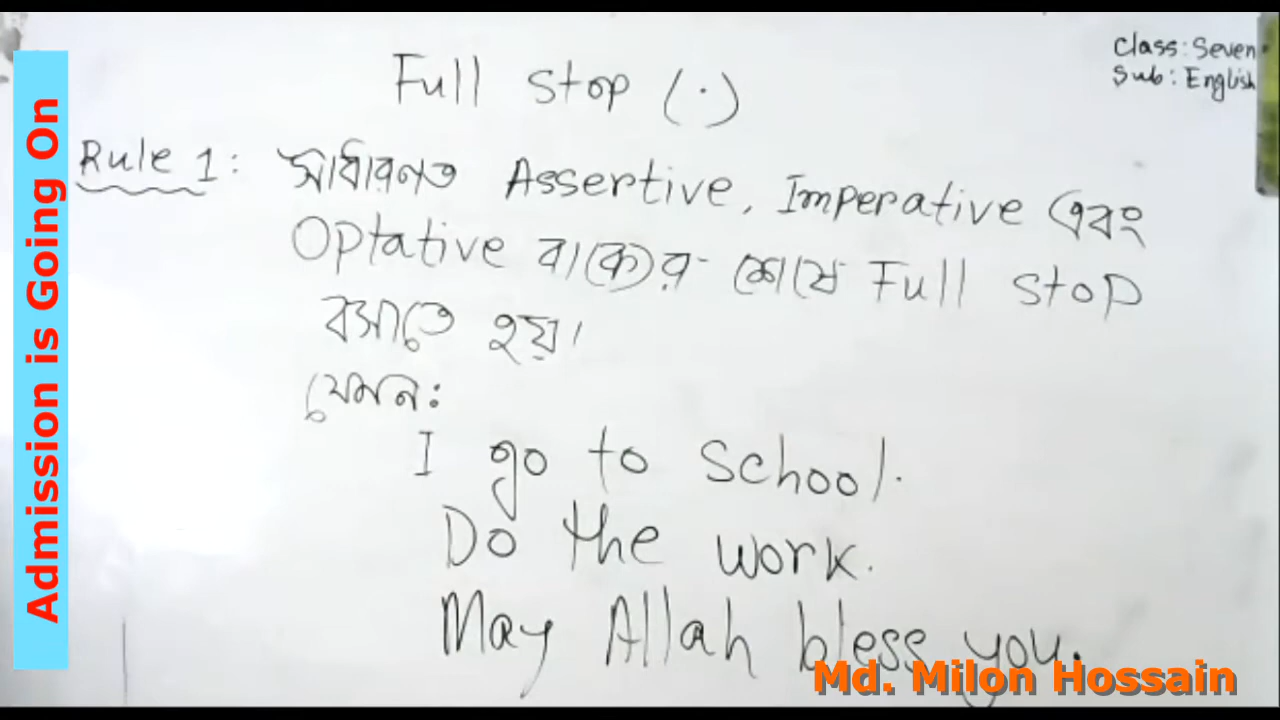 Class: Seven
Sub: English
Full Stop (.)
Rule 1: সাধারণত Assertive, Imperative এবং
Optative বাক্যের শেষে Full Stop
বসাতে হয়।
যেমন:
I go to School.
Do the work.
May Allah bless you.
Admission is Going On
Md. Milon Hossain